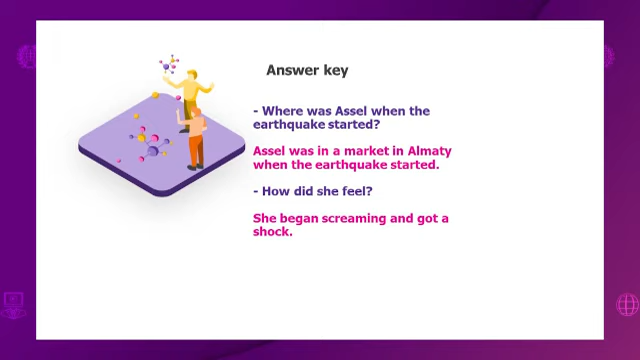 Answer key
- Where was Assel when the
earthquake started?
Assel was in a market in Almaty
when the earthquake started.
- How did she feel?
She began screaming and got a
shock.